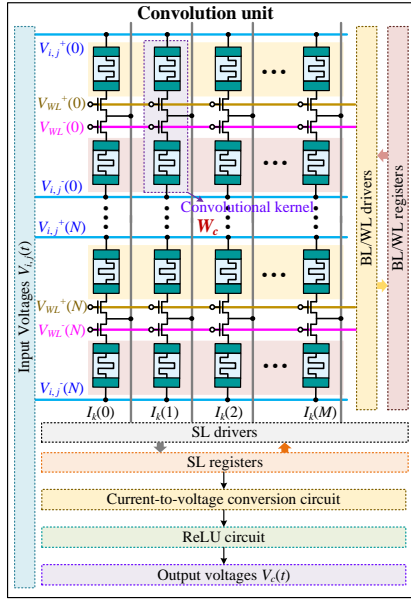 Convolution unit
V_{i,j}^+(0)
V_{WL}^+(0)
V_{WL}^-(0)
V_{i,j}^-(0)
Convolutional kernel
W_c
V_{i,j}^+(N)
V_{WL}^+(N)
V_{WL}^-(N)
V_{i,j}^-(N)
I_k(0) I_k(1) I_k(2) I_k(M)
Input Voltages V_{i,j}(t)
BL/WL drivers
BL/WL registers
SL drivers
SL registers
Current-to-voltage conversion circuit
ReLU circuit
Output voltages V_c(t)